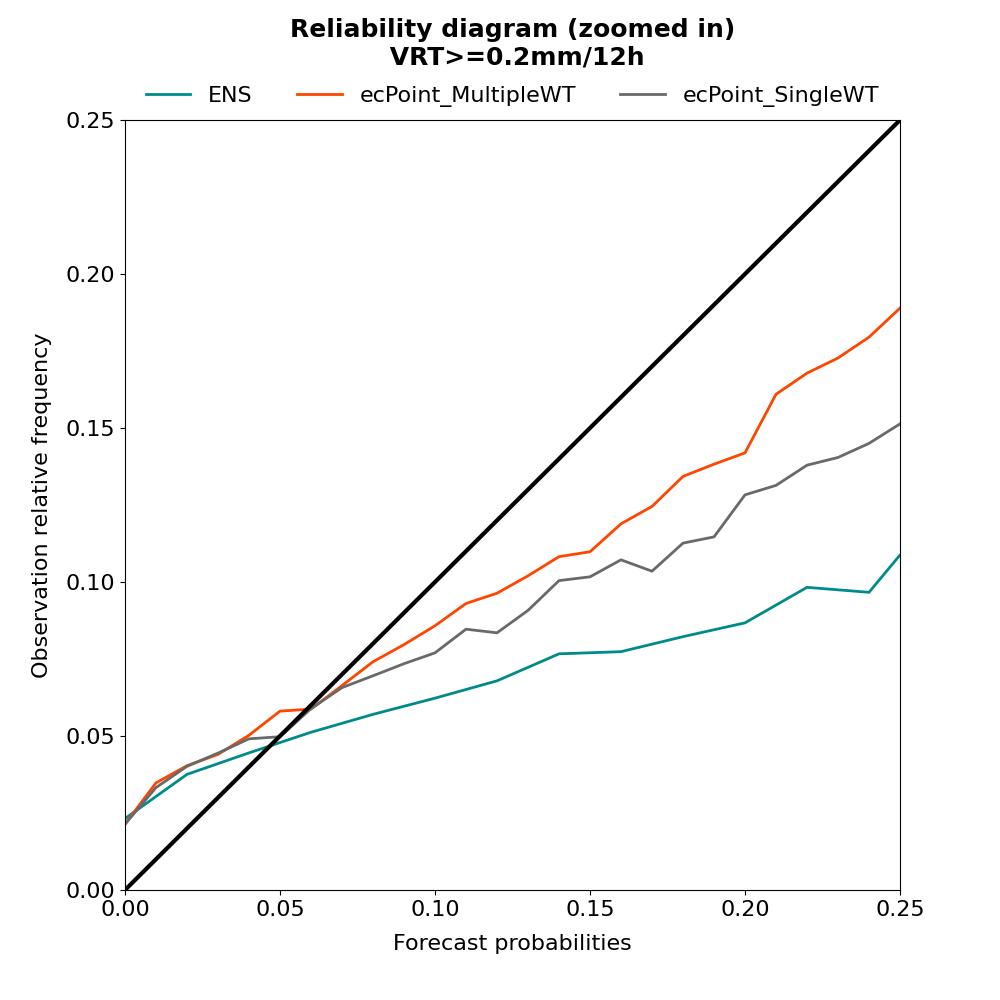 Reliability diagram (zoomed in)
VRT>=0.2mm/12h
ENS ecPoint_MultipleWT ecPoint_SingleWT
0.25
0.20
0.15
0.10
0.05
0.00
Observation relative frequency
0.00 0.05 0.10 0.15 0.20 0.25
Forecast probabilities